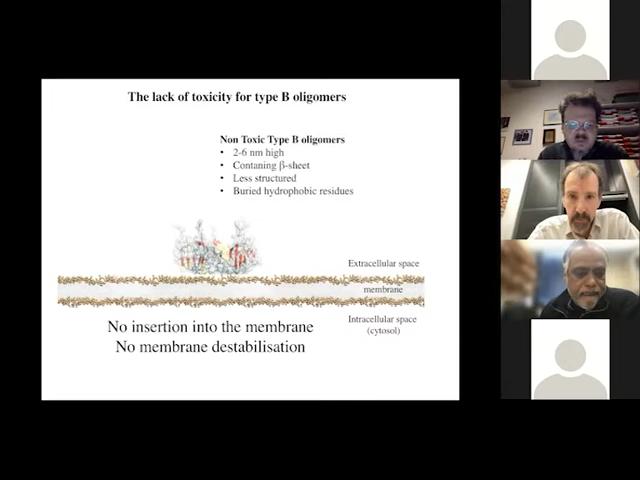 The lack of toxicity for type B oligomers
Non Toxic Type B oligomers
• 2-6 nm high
• Contaning β-sheet
• Less structured
• Buried hydrophobic residues
Extracellular space
membrane
Intracellular space
(cytosol)
No insertion into the membrane
No membrane destabilisation